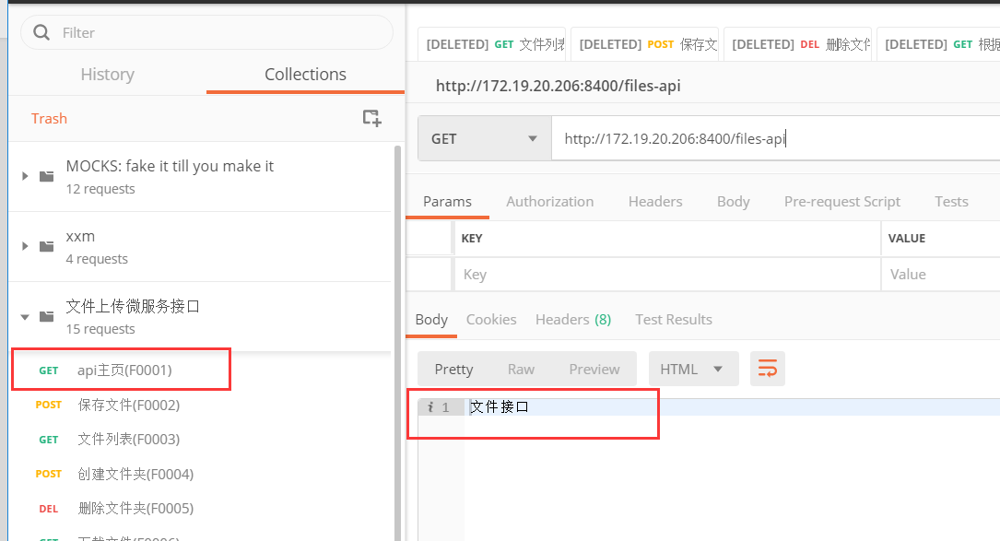 Filter
History
Collections
Trash
MOCKS: fake it till you make it
12 requests
xxm
4 requests
文件上传微服务接口
15 requests
GET api主页(F0001)
POST 保存文件(F0002)
GET 文件列表(F0003)
POST 创建文件夹(F0004)
DEL 删除文件夹(F0005)
[DELETED] GET 文件列表
[DELETED] POST 保存文
[DELETED] DEL 删除文件
[DELETED] GET 根据
http://172.19.20.206:8400/files-api
GET
http://172.19.20.206:8400/files-api
Params Authorization Headers Body Pre-request Script Tests
KEY VALUE
Key Value
Body Cookies Headers (8) Test Results
Pretty Raw Preview HTML
i 1 文件接口